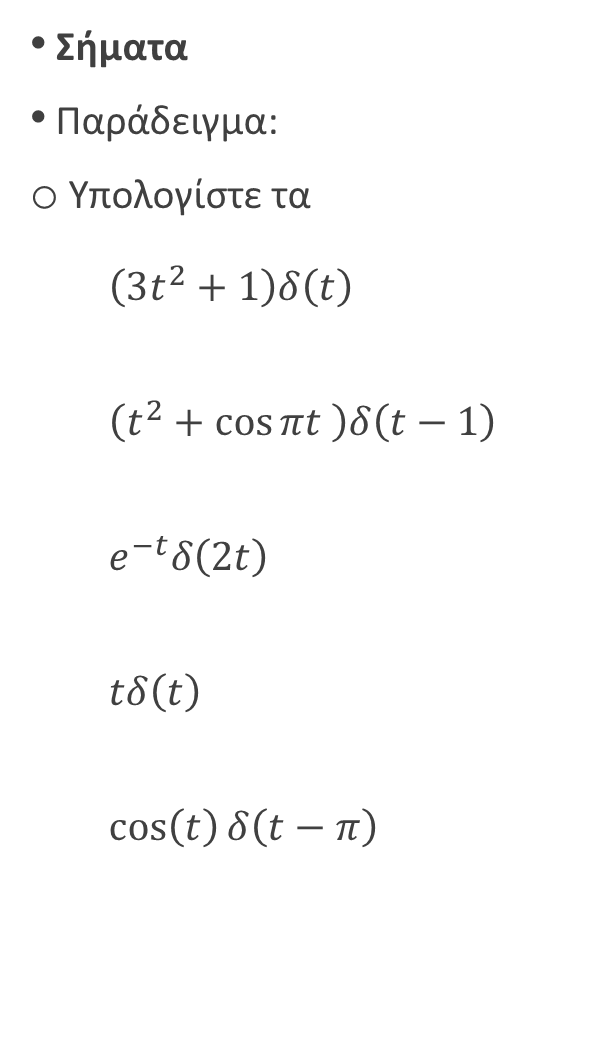 • Σήματα
• Παράδειγμα:
○ Υπολογίστε τα
(3t² + 1)δ(t)
(t² + cos πt )δ(t − 1)
e⁻ᵗδ(2t)
tδ(t)
cos(t) δ(t − π)